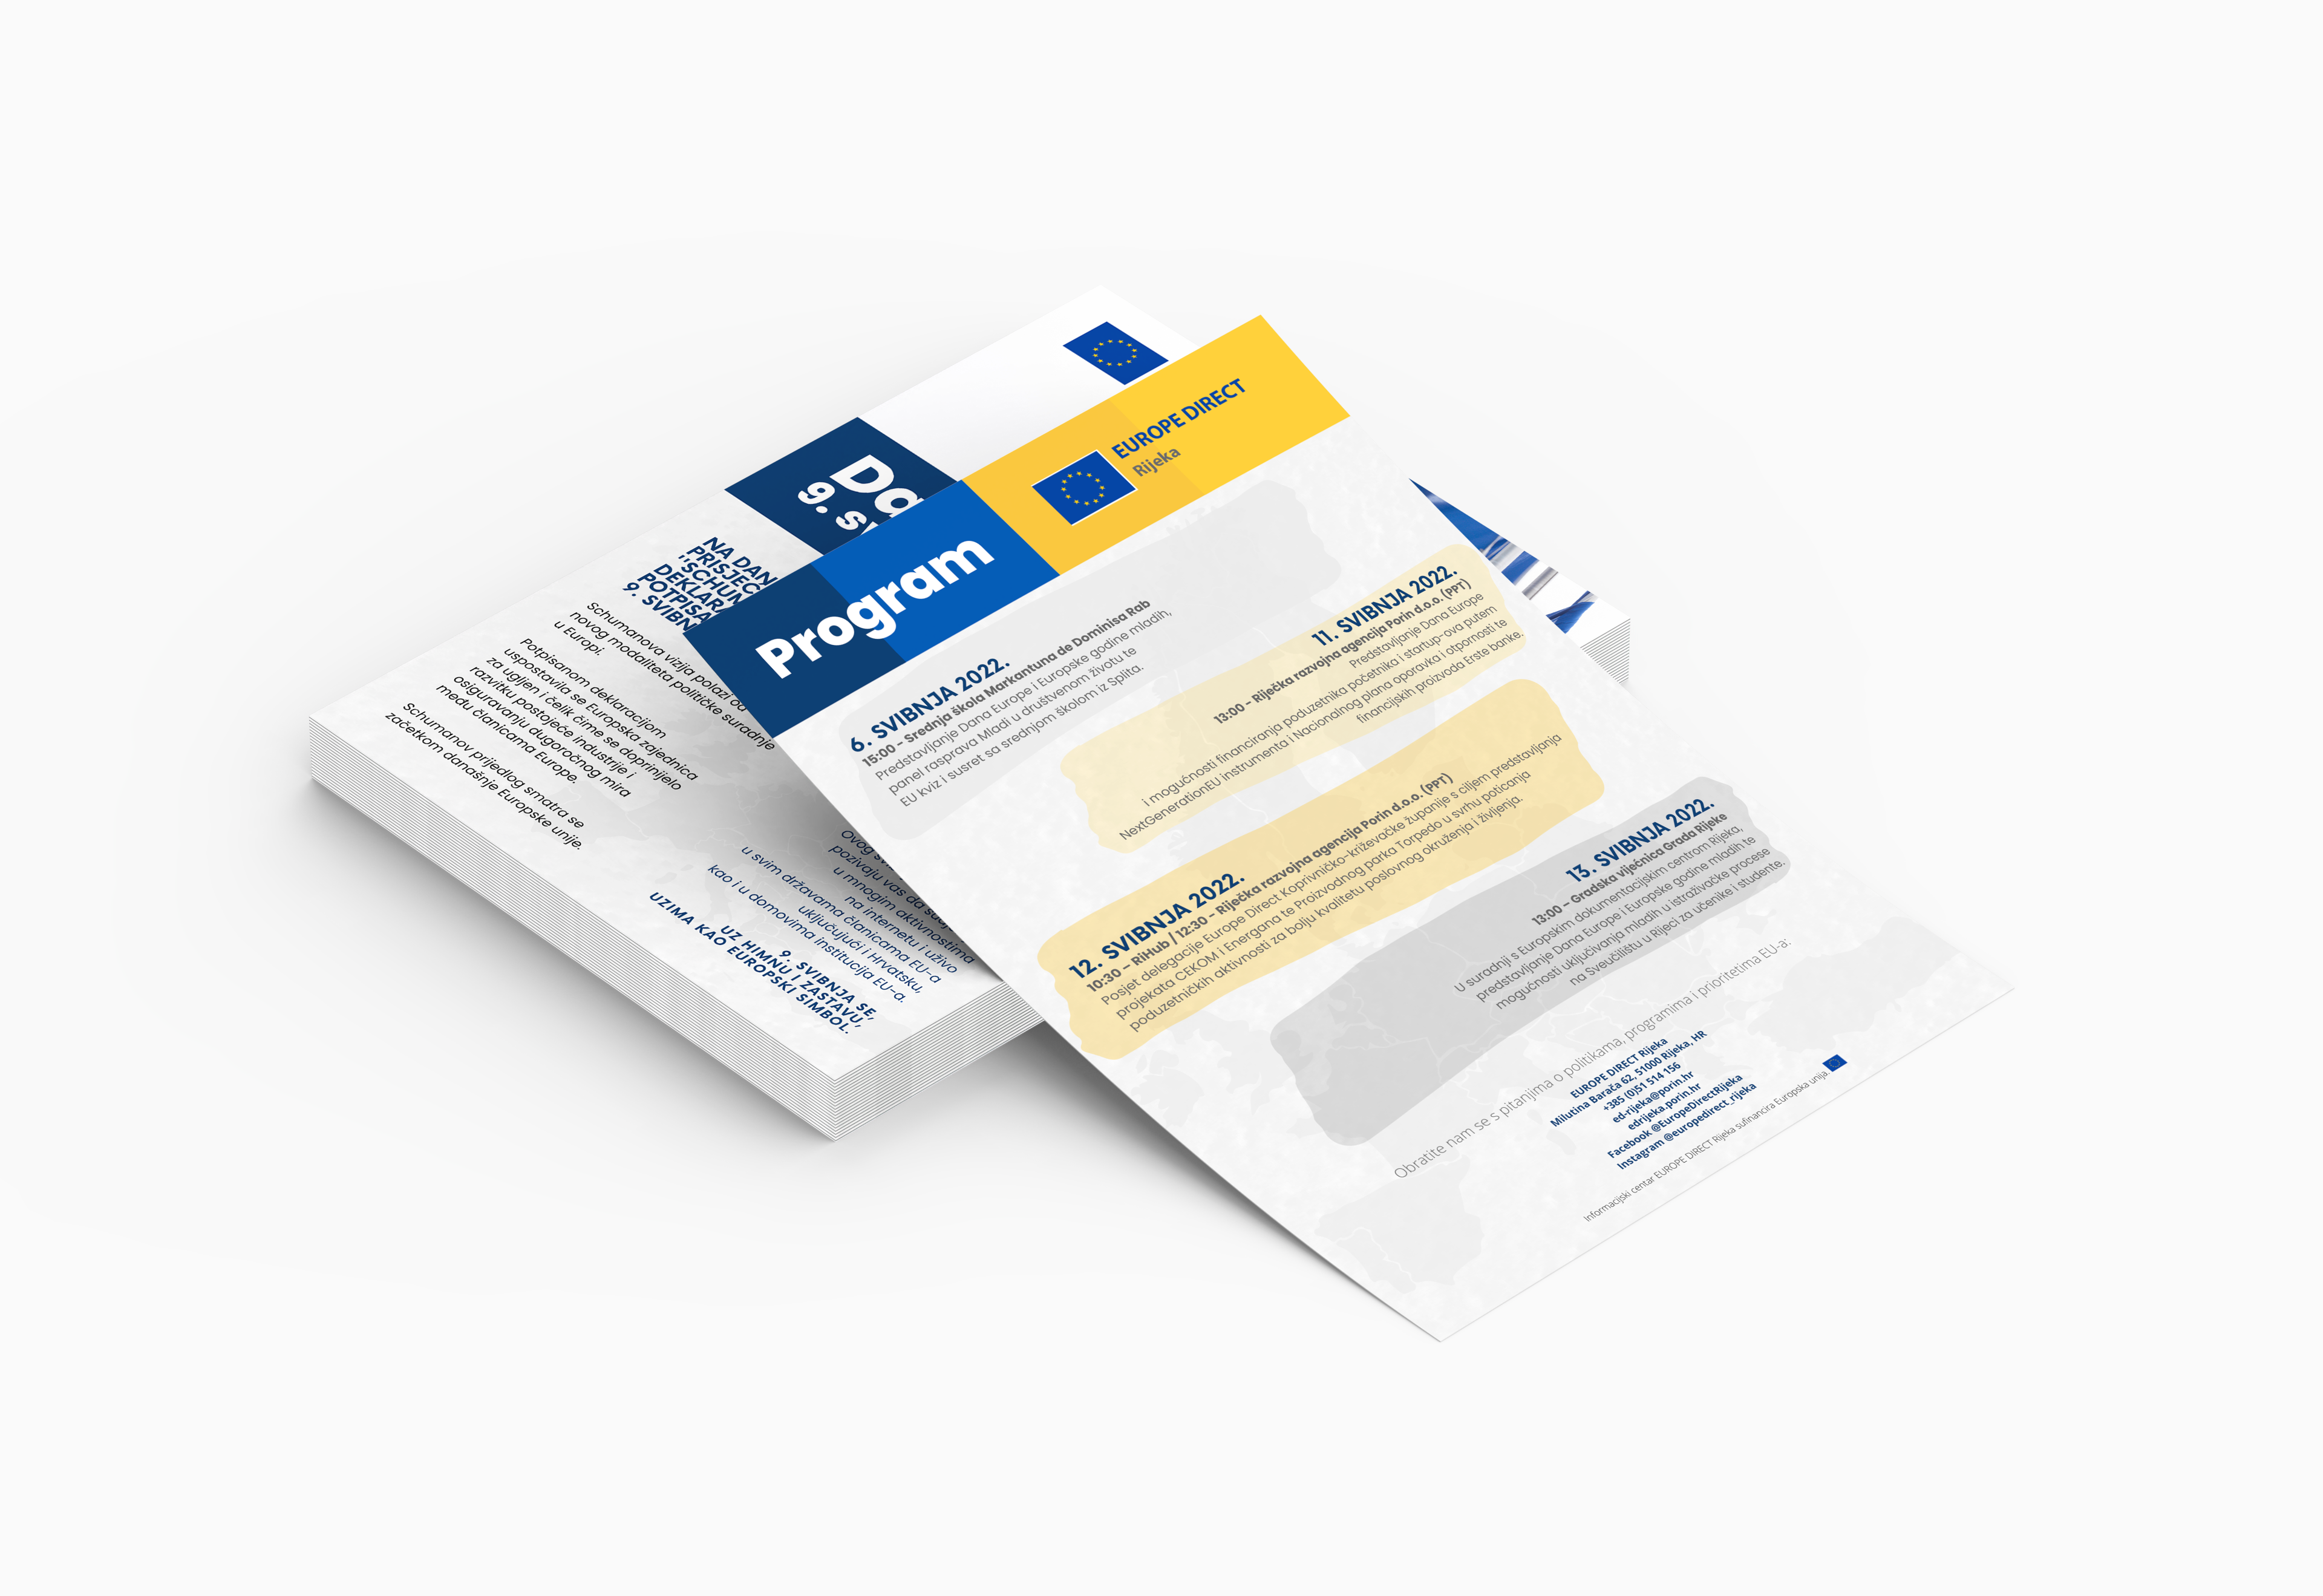 Da
9. s
NA DAN
PRISJEĆ
"SCHUM
DEKLAR
POTPISA
9. SVIBN
Schumanova vizija polazi od
novog modaliteta političke suradnje
u Europi.
Potpisanom deklaracijom
uspostavila se Europska zajednica
za ugljen i čelik čime se doprinjelo
razvitku postojeće industrije i
osiguravanju dugoročnog mira
među članicama Europe.
Schumanov prijedlog smatra se
začetkom današnje Europske unije.
Ovog
pozivaju vas da
u mnogim aktivnostima
na internetu i uživo
u svim državama članicama EU-a
uključujući i Hrvatsku,
kao i u domovima institucija EU-a.
9. SVIBNJA SE,
UZ HIMNU I ZASTAVU,
UZIMA KAO EUROPSKI SIMBOL.
Program
EUROPE DIRECT
Rijeka
6. SVIBNJA 2022.
15:00 - Srednja škola Markantuna de Dominisa Rab
Predstavljanje Dana Europe i Europske godine mladih,
panel rasprava Mladi u društvenom životu te
EU kviz i susret sa srednjom školom iz Splita.
11. SVIBNJA 2022.
13:00 - Riječka razvojna agencija Porin d.o.o. (PPT)
Predstavljanje Dana Europe
i mogućnosti financiranja poduzetnika početnika i startup-ova putem
NextGenerationEU instrumenta i Nacionalnog plana oporavka i otpornosti te
financijskih proizvoda Erste banke.
12. SVIBNJA 2022.
10:30 - RiHub / 12:30 - Riječka razvojna agencija Porin d.o.o. (PPT)
Posjet delegacije Europe Direct Koprivničko-križevačke županije s ciljem predstavljanja
projekata CEKOM i Energana te Proizvodnog parka Torpedo u svrhu poticanja
poduzetničkih aktivnosti za bolju kvalitetu poslovnog okruženja i življenja.
13. SVIBNJA 2022.
13:00 - Gradska vijećnica Grada Rijeke
U suradnji s Europskim dokumentacijskim centrom Rijeka,
predstavljanje Dana Europe i Europske godine mladih te
mogućnosti uključivanja mladih u istraživačke procese
na Sveučilištu u Rijeci za učenike i studente.
Obratite nam se s pitanjima o politikama, programima i prioritetima EU-a:
EUROPE DIRECT Rijeka
Milutina Barača 62, 51000 Rijeka, HR
+385 (0)51 514 156
ed-rijeka@porin.hr
edrijeka.porin.hr
Facebook @EuropeDirectRijeka
Instagram @europedirect_rijeka
Informacijski centar EUROPE DIRECT Rijeka sufinancira Europska unija.